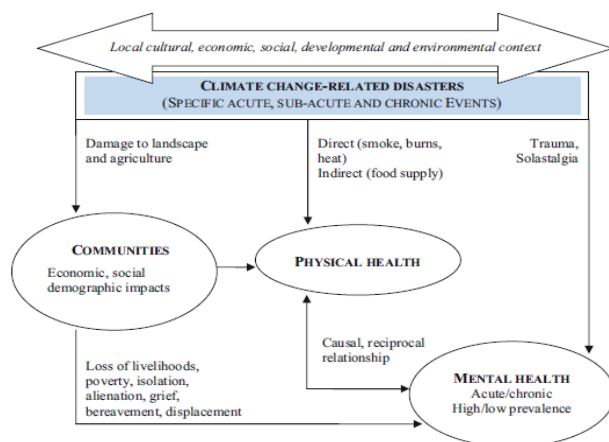 Local cultural, economic, social, developmental and environmental context
CLIMATE CHANGE-RELATED DISASTERS
(SPECIFIC ACUTE, SUB-ACUTE AND CHRONIC EVENTS)
Damage to landscape
and agriculture
Direct (smoke, burns,
heat)
Indirect (food supply)
Trauma,
Solastalgia
COMMUNITIES
Economic, social
demographic impacts
PHYSICAL HEALTH
Causal, reciprocal
relationship
Loss of livelihoods,
poverty, isolation,
alienation, grief,
bereavement, displacement
MENTAL HEALTH
Acute/chronic
High/low prevalence